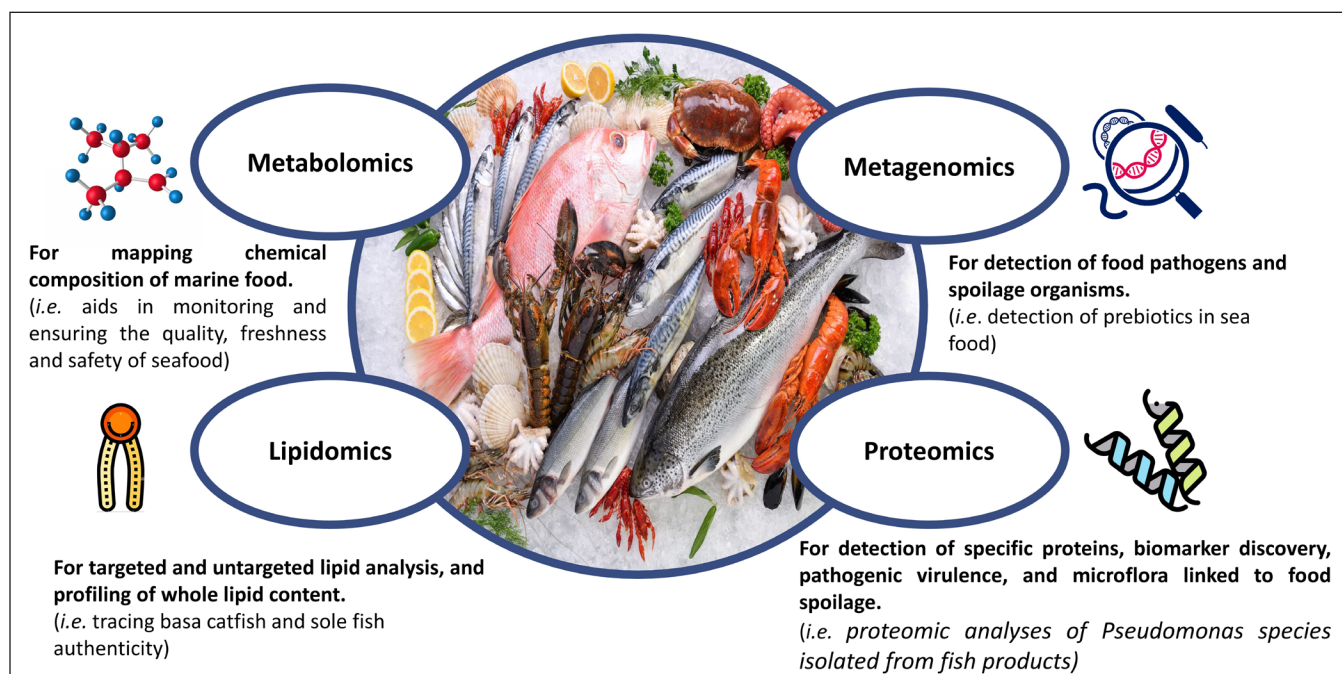 Metabolomics
For mapping chemical
composition of marine food.
(i.e. aids in monitoring and
ensuring the quality, freshness
and safety of seafood)
Metagenomics
For detection of food pathogens and
spoilage organisms.
(i.e. detection of prebiotics in sea
food)
Lipidomics
For targeted and untargeted lipid analysis, and
profiling of whole lipid content.
(i.e. tracing basa catfish and sole fish
authenticity)
Proteomics
For detection of specific proteins, biomarker discovery,
pathogenic virulence, and microflora linked to food
spoilage.
(i.e. proteomic analyses of Pseudomonas species
isolated from fish products)